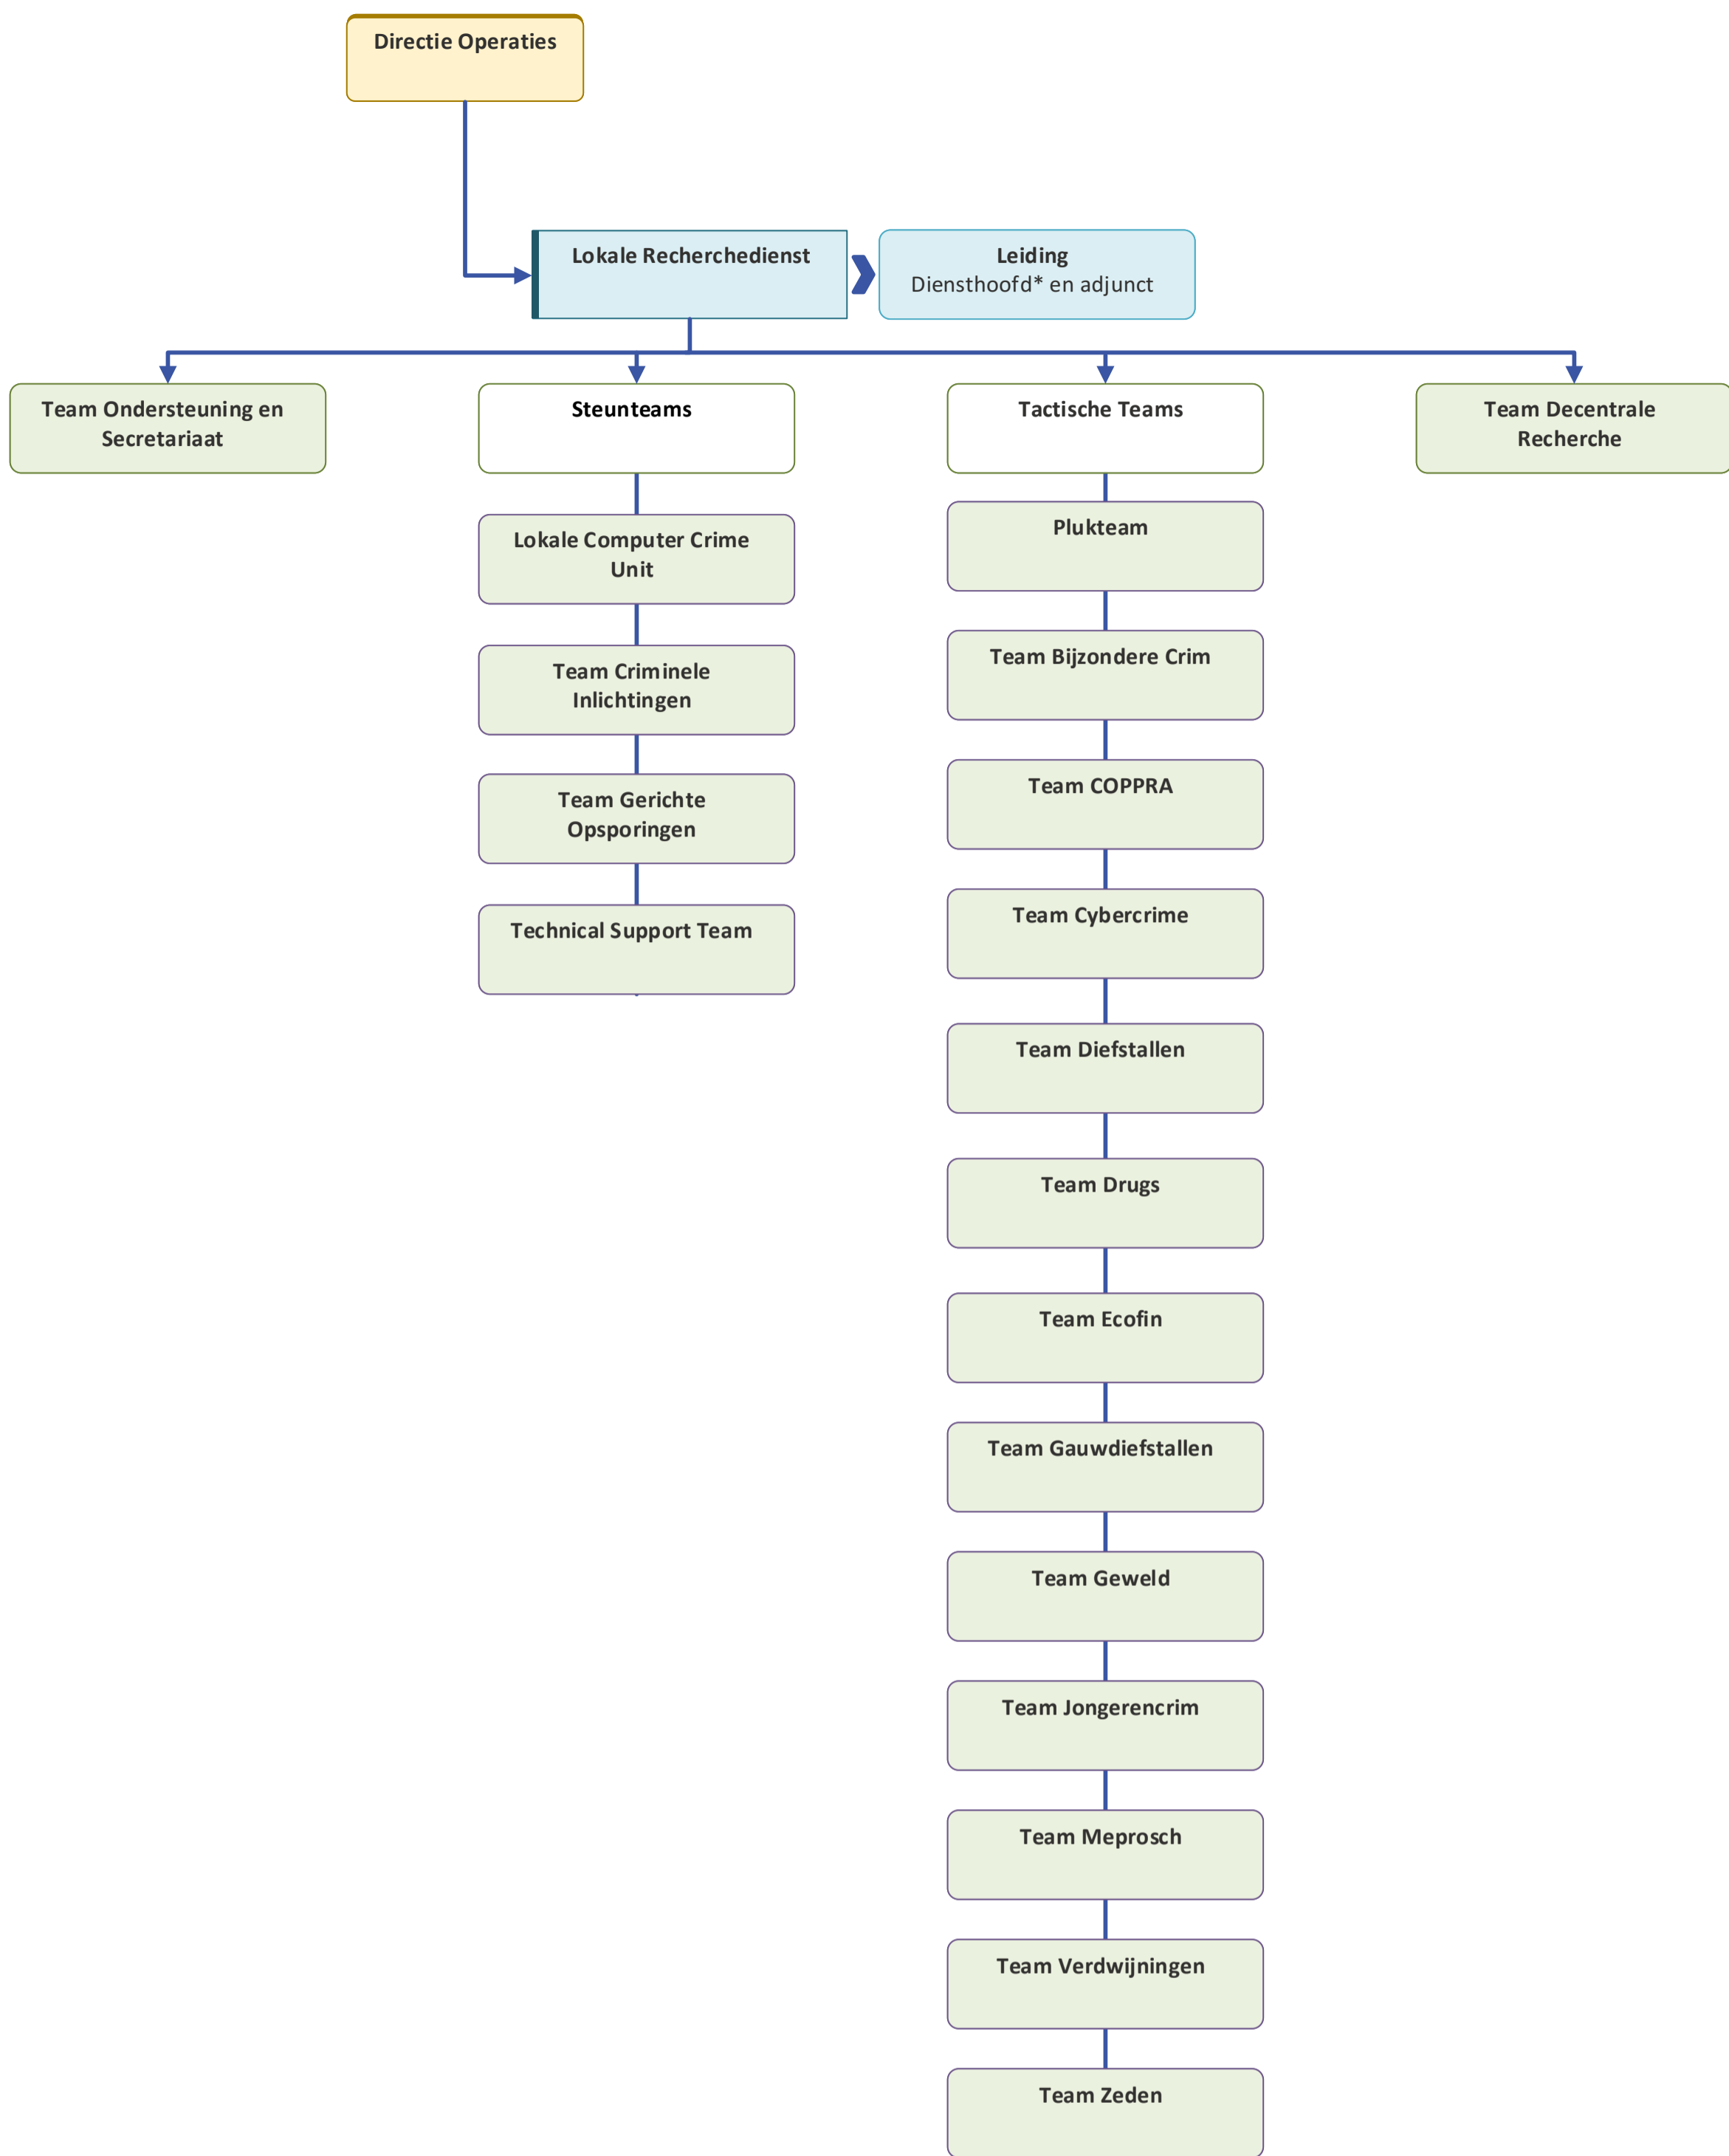 Directie Operaties
Lokale Recherchedienst
Leiding
Diensthoofd* en adjunct
Team Ondersteuning en
Secretariaat
Steunteams
Tactische Teams
Team Decentrale
Recherche
Lokale Computer Crime
Unit
Team Criminele
Inlichtingen
Team Gerichte
Opsporingen
Technical Support Team
Plukteam
Team Bijzondere Crim
Team COPPRA
Team Cybercrime
Team Diefstallen
Team Drugs
Team Ecofin
Team Gauwdiefstallen
Team Geweld
Team Jongerencrim
Team Meprosch
Team Verdwijningen
Team Zeden